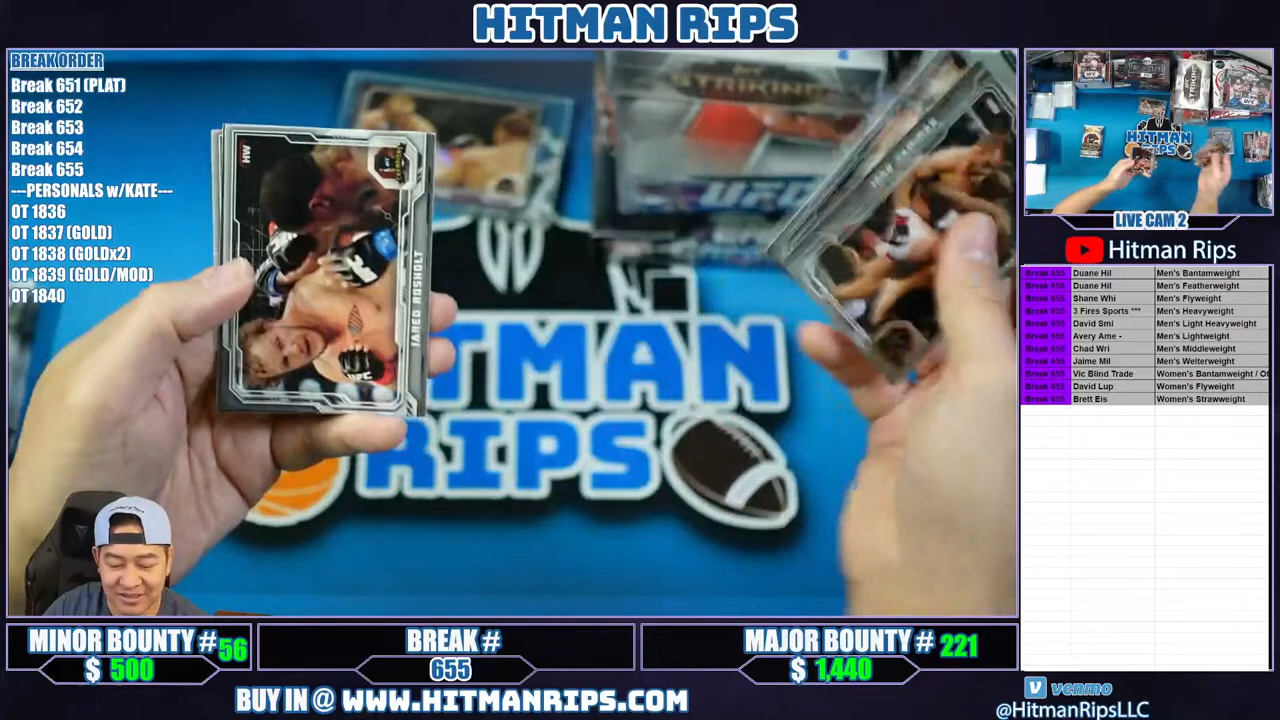 HITMAN RIPS
BREAK ORDER
Break 651 (PLAT)
Break 652
Break 653
Break 654
Break 655
---PERSONALS w/KATE---
OT 1836
OT 1837 (GOLD)
OT 1838 (GOLDx2)
OT 1839 (GOLD/MOD)
OT 1840
STRIKING
UFC
HW
JARED ROSHOLT
UFC
HITMAN
RIPS
HITMAN
RIPS
LIVE CAM 2
Hitman Rips
Break 655 Duane Hil Men's Bantamweight
Break 655 Duane Hil Men's Featherweight
Break 655 Shane Whi Men's Flyweight
Break 655 3 Fires Sports *** Men's Heavyweight
Break 655 David Smi Men's Light Heavyweight
Break 655 Avery Ame - Men's Lightweight
Break 655 Chad Wri Men's Middleweight
Break 655 Jaime Mil Men's Welterweight
Break 655 Vic Blind Trade Women's Bantamweight / Ot
Break 655 David Lup Women's Flyweight
Break 655 Brett Eis Women's Strawweight
MINOR BOUNTY # 56
$ 500
BREAK #
655
MAJOR BOUNTY # 221
$ 1,440
BUY IN @ WWW.HITMANRIPS.COM
venmo
@HitmanRipsLLC